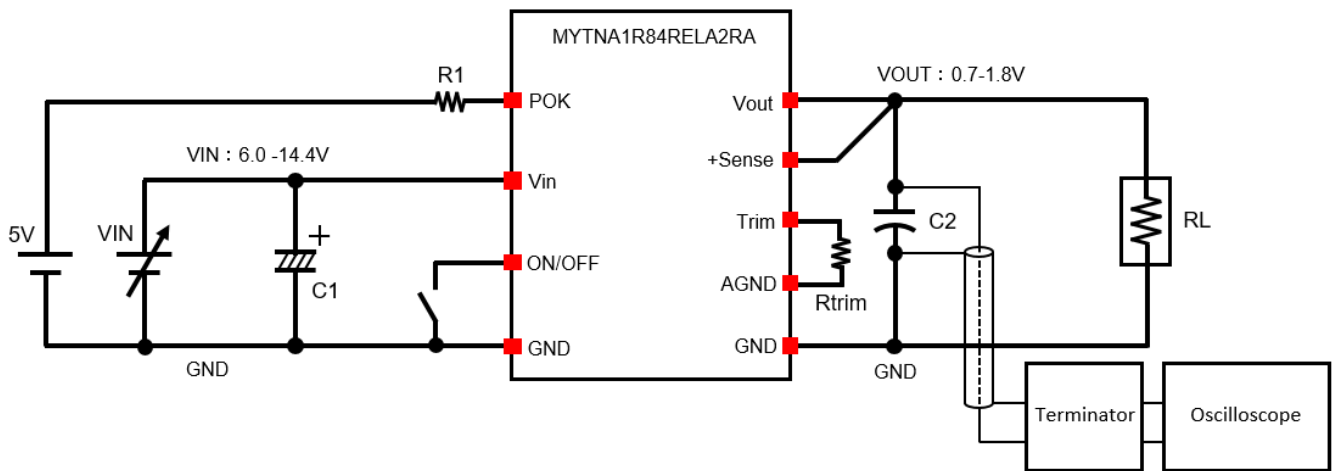 MYTNA1R84RELA2RA
R1
POK
Vout
VOUT：0.7-1.8V
+Sense
VIN：6.0 -14.4V
Vin
Trim
5V
VIN
+
C1
ON/OFF
C2
RL
AGND
Rtrim
GND
GND
GND
GND
Terminator
Oscilloscope